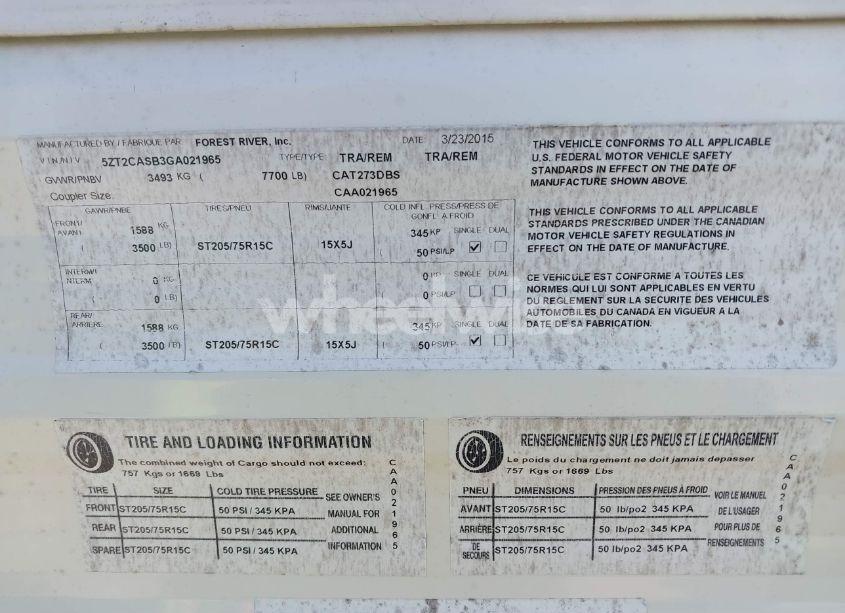 MANUFACTURED BY / FABRIQUE PAR FOREST RIVER, Inc. DATE 3/23/2015
V I N/N I V 5ZT2CASB3GA021965 TYPE/TYPE TRA/REM TRA/REM
GVWR/PNBV 3493 KG ( 7700 LB) CAT273DBS
Coupler Size: CAA021965
GAWR/PNBE TIRES/PNEU RIMS/JANTE COLD INFL. PRESS/PRESS DE GONFL A FROID
FRONT/ AVANT 1588 KG 345 KP SINGLE DUAL
( 3500 LB) ST205/75R15C 15X5J ( 50 PSI/LP
INTERM/ INTERM 0 KG 0 KP SINGLE DUAL
( 0 LB) ( 0 PSI/LP
REAR/ ARRIÈRE 1588 KG 345 KP SINGLE DUAL
3500 LB) ST205/75R15C 15X5J ( 50 PSI/LP
THIS VEHICLE CONFORMS TO ALL APPLICABLE
U.S. FEDERAL MOTOR VEHICLE SAFETY
STANDARDS IN EFFECT ON THE DATE OF
MANUFACTURE SHOWN ABOVE.
THIS VEHICLE CONFORMS TO ALL APPLICABLE
STANDARDS PRESCRIBED UNDER THE CANADIAN
MOTOR VEHICLE SAFETY REGULATIONS IN
EFFECT ON THE DATE OF MANUFACTURE.
CE VEHICULE EST CONFORME A TOUTES LES
NORMES QUI LUI SONT APPLICABLES EN VERTU
DU REGLEMENT SUR LA SECURITE DES VEHICULES
AUTOMOBILES DU CANADA EN VIGUEUR A LA
DATE DE SA FABRICATION.
TIRE AND LOADING INFORMATION
The combined weight of Cargo should not exceed:
757 Kgs or 1669 Lbs
TIRE SIZE COLD TIRE PRESSURE SEE OWNER'S
FRONT ST205/75R15C 50 PSI / 345 KPA MANUAL FOR
REAR ST205/75R15C 50 PSI / 345 KPA ADDITIONAL
SPARE ST205/75R15C 50 PSI / 345 KPA INFORMATION
CAA021965
RENSEIGNEMENTS SUR LES PNEUS ET LE CHARGEMENT
Le poids du chargement ne doit jamais depasser
757 Kgs or 1669 Lbs
PNEU DIMENSIONS PRESSION DES PNEUS À FROID VOIR LE MANUEL
AVANT ST205/75R15C 50 lb/po2 345 KPA DE L'USAGER
ARRIÈRE ST205/75R15C 50 lb/po2 345 KPA POUR PLUS DE
DE SECOURS ST205/75R15C 50 lb/po2 345 KPA RENSEIGNEMENTS
CAA021965